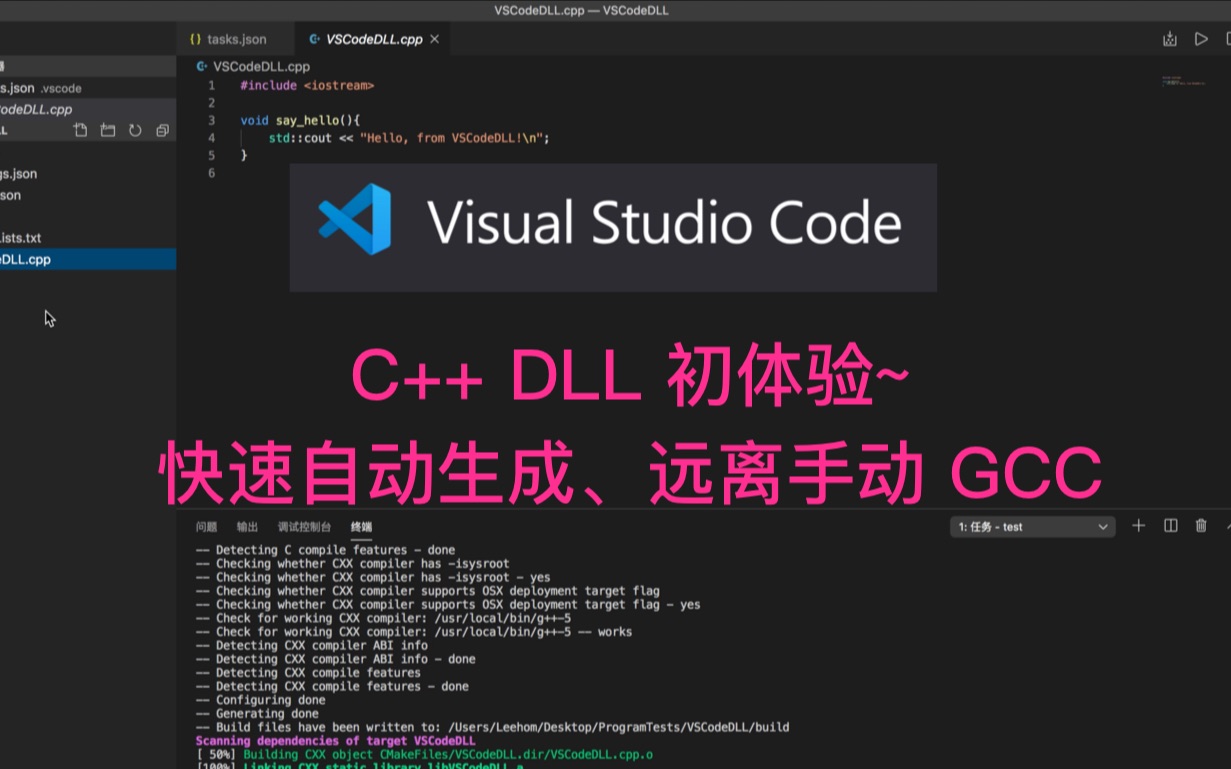 VSCodeDLL.cpp — VSCodeDLL
{} tasks.json
VSCodeDLL.cpp ×
VSCodeDLL.cpp
s.json .vscode
odeDLL.cpp
LL
gs.json
son
Lists.txt
eDLL.cpp
1 #include <iostream>
2
3 void say_hello(){
4 std::cout << "Hello, from VSCodeDLL!\n";
5 }
6
Visual Studio Code
C++ DLL 初体验~
快速自动生成、远离手动 GCC
问题 输出 调试控制台 终端
1: 任务 - test
-- Detecting C compile features - done
-- Checking whether CXX compiler has -isysroot
-- Checking whether CXX compiler has -isysroot - yes
-- Checking whether CXX compiler supports OSX deployment target flag
-- Checking whether CXX compiler supports OSX deployment target flag - yes
-- Check for working CXX compiler: /usr/local/bin/g++-5
-- Check for working CXX compiler: /usr/local/bin/g++-5 -- works
-- Detecting CXX compiler ABI info
-- Detecting CXX compiler ABI info - done
-- Detecting CXX compile features
-- Detecting CXX compile features - done
-- Configuring done
-- Generating done
-- Build files have been written to: /Users/Leehom/Desktop/ProgramTests/VSCodeDLL/build
Scanning dependencies of target VSCodeDLL
[ 50%] Building CXX object CMakeFiles/VSCodeDLL.dir/VSCodeDLL.cpp.o
[100%] Linking CXX static library libVSCodeDLL.a